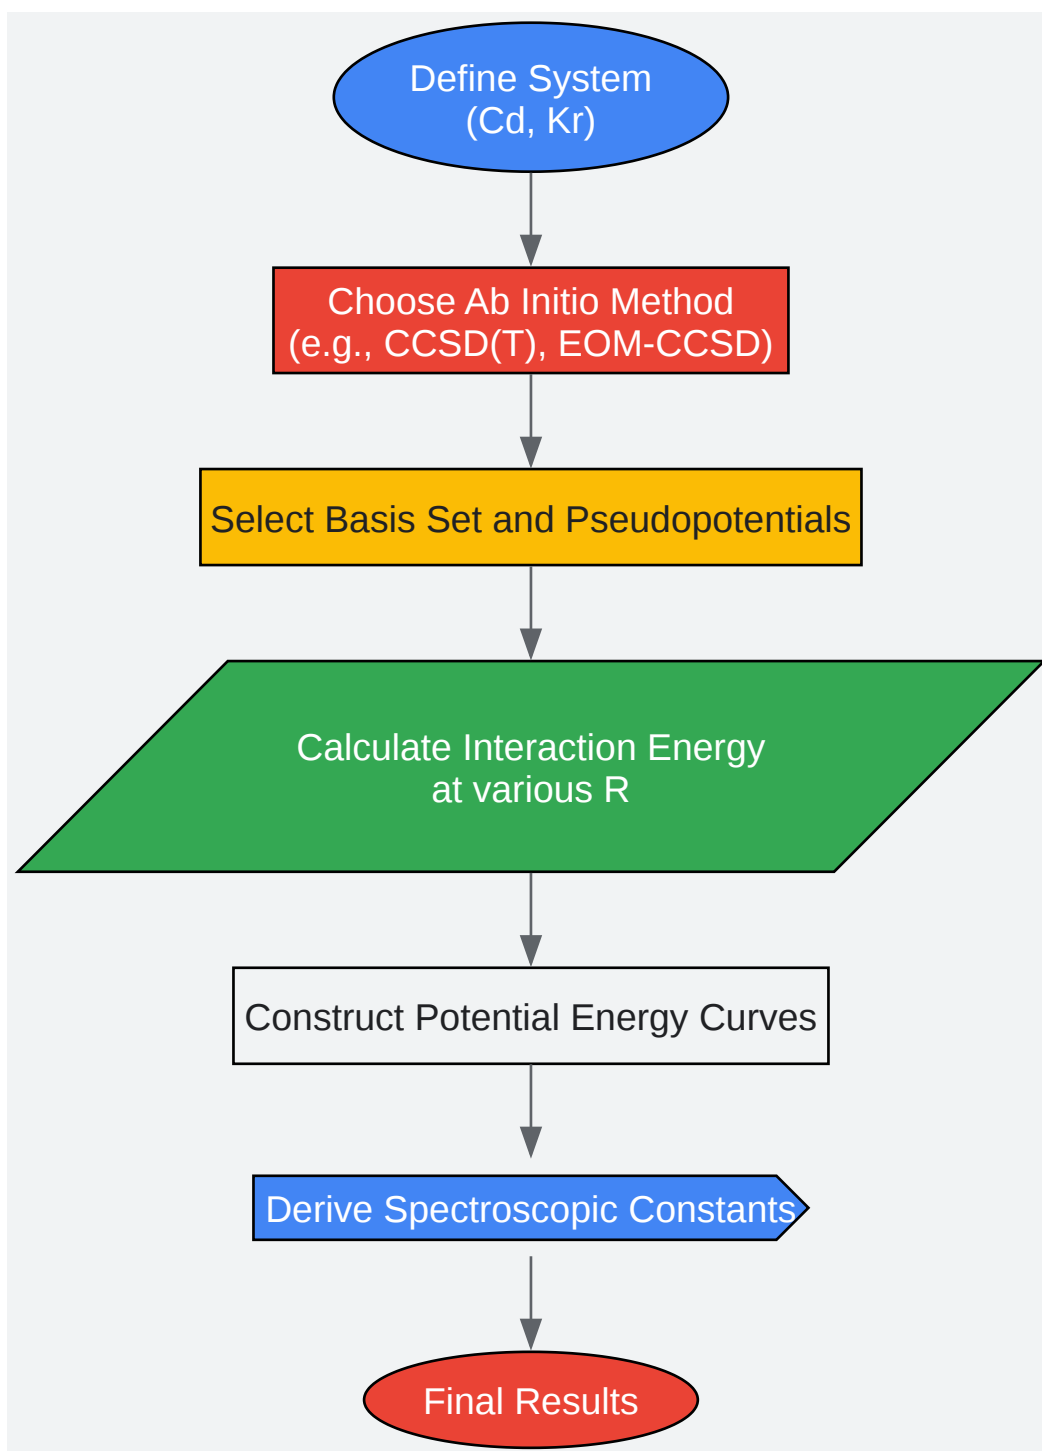 Define System
(Cd, Kr)
Choose Ab Initio Method
(e.g., CCSD(T), EOM-CCSD)
Select Basis Set and Pseudopotentials
Calculate Interaction Energy
at various R
Construct Potential Energy Curves
Derive Spectroscopic Constants
Final Results